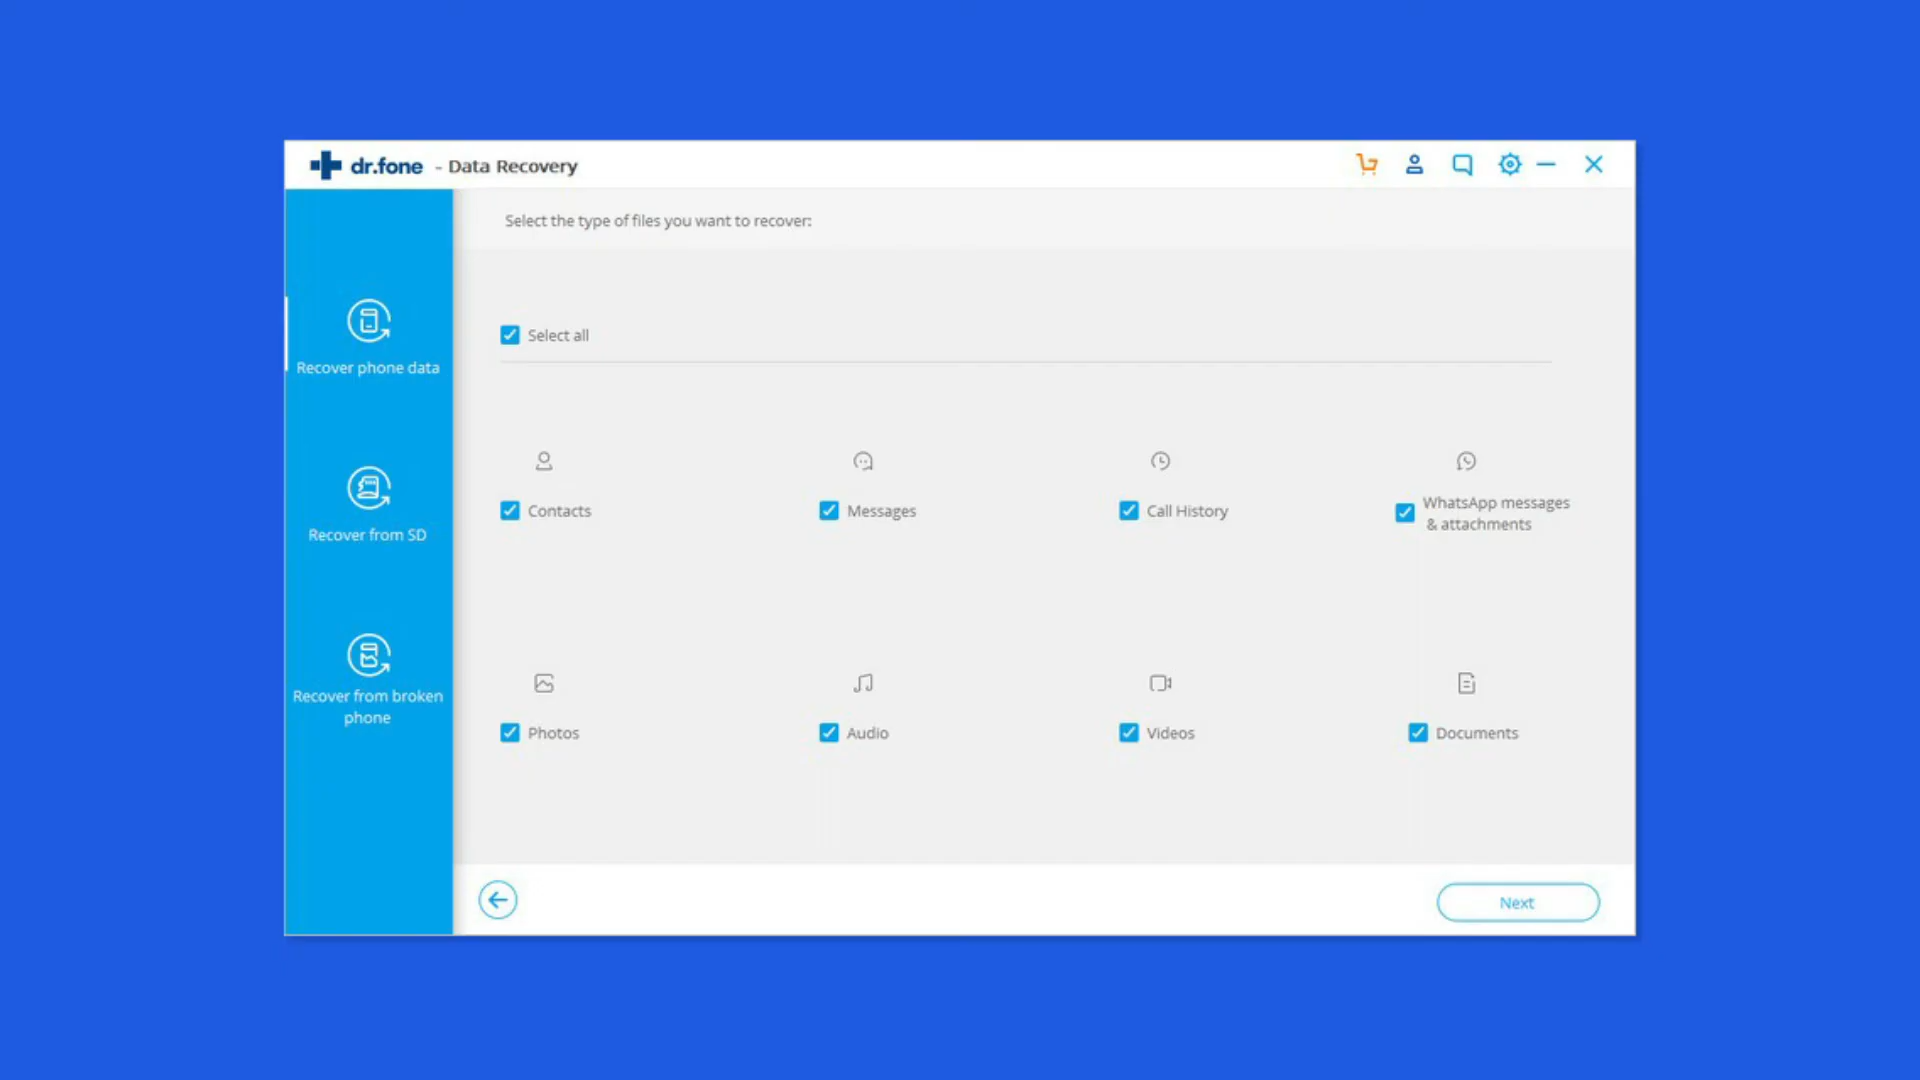 dr.fone - Data Recovery
Select the type of files you want to recover:
Recover phone data
Recover from SD
Recover from broken
phone
Select all
Contacts
Messages
Call History
WhatsApp messages
& attachments
Photos
Audio
Videos
Documents
Next